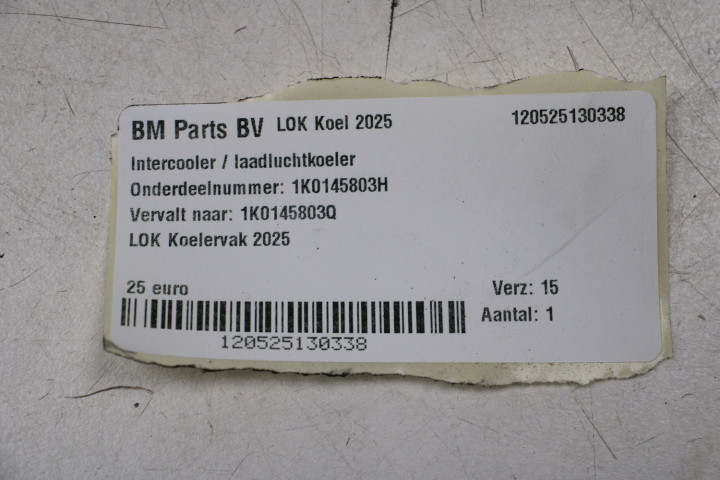 BM Parts BV LOK Koel 2025 120525130338
Intercooler / laadluchtkoeler
Onderdeelnummer: 1K0145803H
Vervalt naar: 1K0145803Q
LOK Koelervak 2025
25 euro Verz: 15
Aantal: 1
120525130338